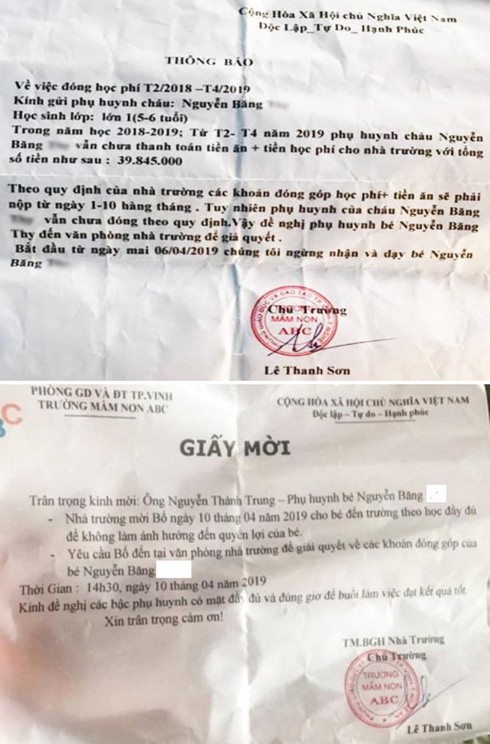 Cộng Hòa Xã Hội chủ Nghĩa Việt Nam
Độc Lập_Tự Do_ Hạnh Phúc
THÔNG BÁO
Về việc đóng học phí T2/2018 –T4/2019
Kính gửi phụ huynh cháu: Nguyễn Băng
Học sinh lớp: lớn 1(5-6 tuổi)
Trong năm học 2018-2019; Từ T2- T4 năm 2019 phụ huynh cháu Nguyễn
Băng vẫn chưa thanh toán tiền ăn + tiền học phí cho nhà trường với tổng
số tiền như sau : 39.845.000
Theo quy định của nhà trường các khoản đóng góp học phí+ tiền ăn sẽ phải
nộp từ ngày 1-10 hàng tháng . Tuy nhiên phụ huynh của cháu Nguyễn Băng
vẫn chưa đóng theo quy định.Vậy đề nghị phụ huynh bé Nguyễn Băng
Thy đến văn phòng nhà trường để giả quyết .
Bắt đầu từ ngày mai 06/04/2019 chúng tôi ngừng nhận và dạy bé Nguyễn
Băng
Chủ Trường
TRƯỜNG
MẦM NON
ABC
Lê Thanh Sơn
C
PHÒNG GD VÀ ĐT TP.VINH
TRƯỜNG MẦM NON ABC
CỘNG HÒA XÃ HỘI CHỦ NGHĨA VIỆT NAM
Độc lập – Tự do – Hạnh phúc
GIẤY MỜI
Trân trọng kính mời: Ông Nguyễn Thành Trung – Phụ huynh bé Nguyễn Băng
- Nhà trường mời Bố ngày 10 tháng 04 năm 2019 cho bé đến trường theo học đầy đủ
để không làm ảnh hưởng đến quyền lợi của bé.
- Yêu cầu Bố đến tại văn phòng nhà trường để giải quyết về các khoản đóng góp của
bé Nguyễn Băng
Thời Gian : 14h30, ngày 10 tháng 04 năm 2019
Kính đề nghị các bậc phụ huynh có mặt đầy đủ và đúng giờ để buổi làm việc đạt kết quả tốt.
Xin trân trọng cảm ơn!
TM.BGH Nhà Trường
Chủ Trường
TRƯỜNG
MẦM NON
ABC
Lê Thanh Sơn